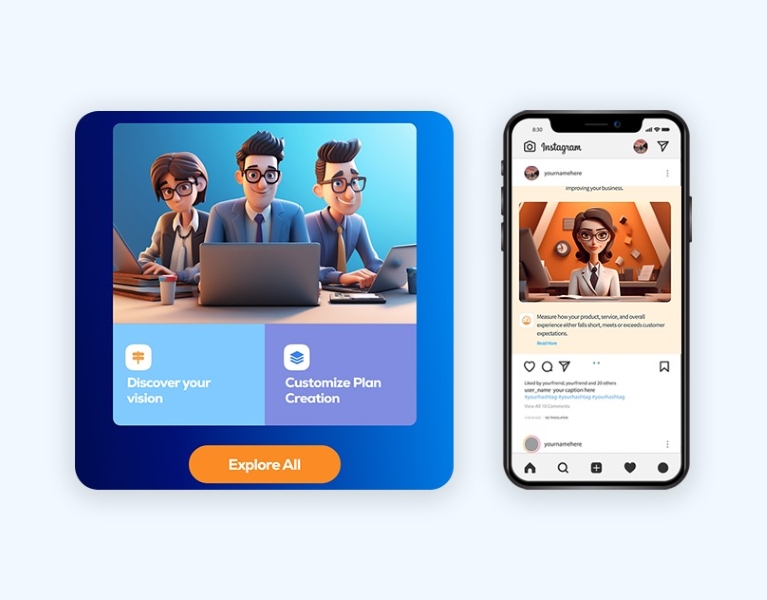 Discover your
vision
Customize Plan
Creation
Explore All
8:30
Instagram
yournamehere
improving your business.
Measure how your product, service, and overall
experience either falls short, meets or exceeds customer
expectations.
Read More
Liked by yourfriend, yourfriend and 20 others
user_name your caption here
#yourhashtag #yourhashtag #yourhashtag
View All 10 Comments
yournamehere